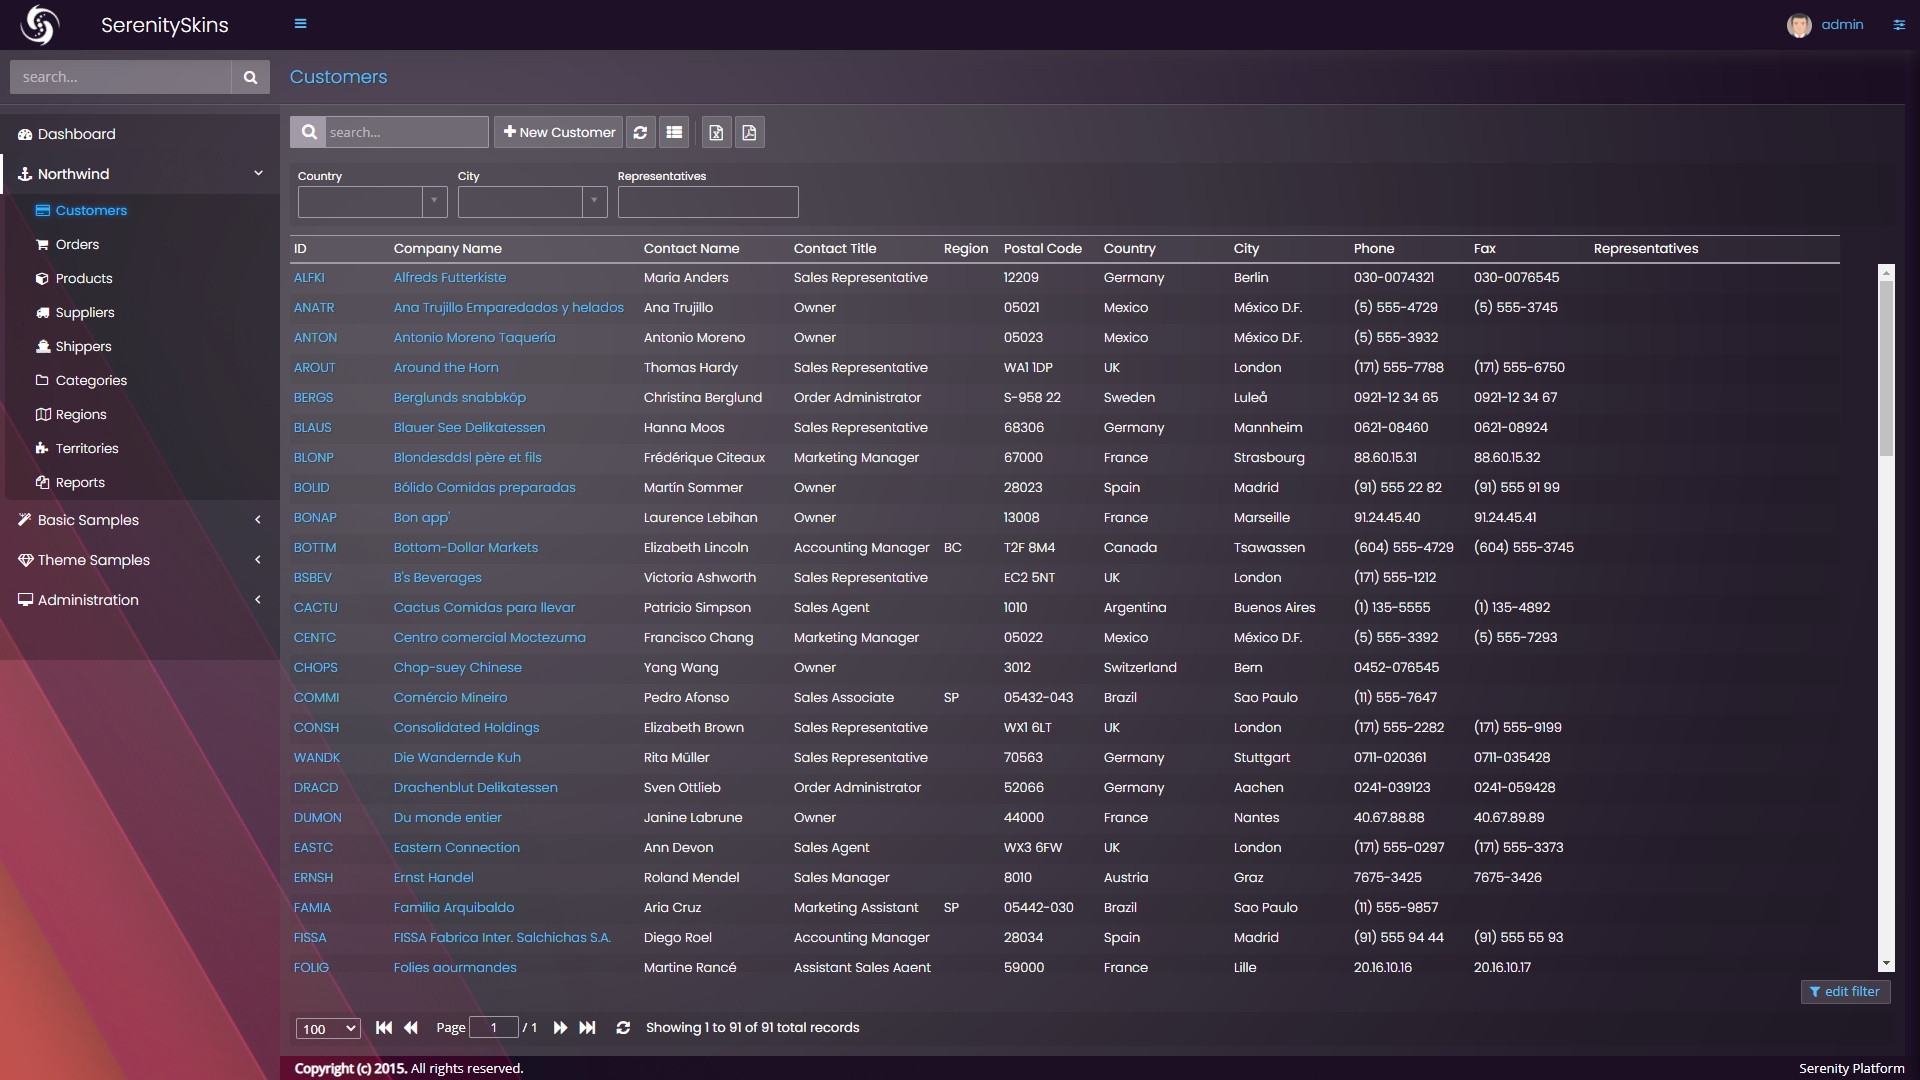 SerenitySkins
admin
search...
Customers
Dashboard
Northwind
Customers
Orders
Products
Suppliers
Shippers
Categories
Regions
Territories
Reports
Basic Samples
Theme Samples
Administration
search... New Customer
Country City Representatives
ID Company Name Contact Name Contact Title Region Postal Code Country City Phone Fax Representatives
ALFKI Alfreds Futterkiste Maria Anders Sales Representative 12209 Germany Berlin 030-0074321 030-0076545
ANATR Ana Trujillo Emparedados y helados Ana Trujillo Owner 05021 Mexico México D.F. (5) 555-4729 (5) 555-3745
ANTON Antonio Moreno Taquería Antonio Moreno Owner 05023 Mexico México D.F. (5) 555-3932
AROUT Around the Horn Thomas Hardy Sales Representative WA1 1DP UK London (171) 555-7788 (171) 555-6750
BERGS Berglunds snabbköp Christina Berglund Order Administrator S-958 22 Sweden Luleå 0921-12 34 65 0921-12 34 67
BLAUS Blauer See Delikatessen Hanna Moos Sales Representative 68306 Germany Mannheim 0621-08460 0621-08924
BLONP Blondesddsl père et fils Frédérique Citeaux Marketing Manager 67000 France Strasbourg 88.60.15.31 88.60.15.32
BOLID Bólido Comidas preparadas Martín Sommer Owner 28023 Spain Madrid (91) 555 22 82 (91) 555 91 99
BONAP Bon app' Laurence Lebihan Owner 13008 France Marseille 91.24.45.40 91.24.45.41
BOTTM Bottom-Dollar Markets Elizabeth Lincoln Accounting Manager BC T2F 8M4 Canada Tsawassen (604) 555-4729 (604) 555-3745
BSBEV B's Beverages Victoria Ashworth Sales Representative EC2 5NT UK London (171) 555-1212
CACTU Cactus Comidas para llevar Patricio Simpson Sales Agent 1010 Argentina Buenos Aires (1) 135-5555 (1) 135-4892
CENTC Centro comercial Moctezuma Francisco Chang Marketing Manager 05022 Mexico México D.F. (5) 555-3392 (5) 555-7293
CHOPS Chop-suey Chinese Yang Wang Owner 3012 Switzerland Bern 0452-076545
COMMI Comércio Mineiro Pedro Afonso Sales Associate SP 05432-043 Brazil Sao Paulo (11) 555-7647
CONSH Consolidated Holdings Elizabeth Brown Sales Representative WX1 6LT UK London (171) 555-2282 (171) 555-9199
WANDK Die Wandernde Kuh Rita Müller Sales Representative 70563 Germany Stuttgart 0711-020361 0711-035428
DRACD Drachenblut Delikatessen Sven Ottlieb Order Administrator 52066 Germany Aachen 0241-039123 0241-059428
DUMON Du monde entier Janine Labrune Owner 44000 France Nantes 40.67.88.88 40.67.89.89
EASTC Eastern Connection Ann Devon Sales Agent WX3 6FW UK London (171) 555-0297 (171) 555-3373
ERNSH Ernst Handel Roland Mendel Sales Manager 8010 Austria Graz 7675-3425 7675-3426
FAMIA Familia Arquibaldo Aria Cruz Marketing Assistant SP 05442-030 Brazil Sao Paulo (11) 555-9857
FISSA FISSA Fabrica Inter. Salchichas S.A. Diego Roel Accounting Manager 28034 Spain Madrid (91) 555 94 44 (91) 555 55 93
FOLIG Folies gourmandes Martine Rancé Assistant Sales Agent 59000 France Lille 20.16.10.16 20.16.10.17
edit filter
100 Page 1 / 1 Showing 1 to 91 of 91 total records
Copyright (c) 2015. All rights reserved. Serenity Platform